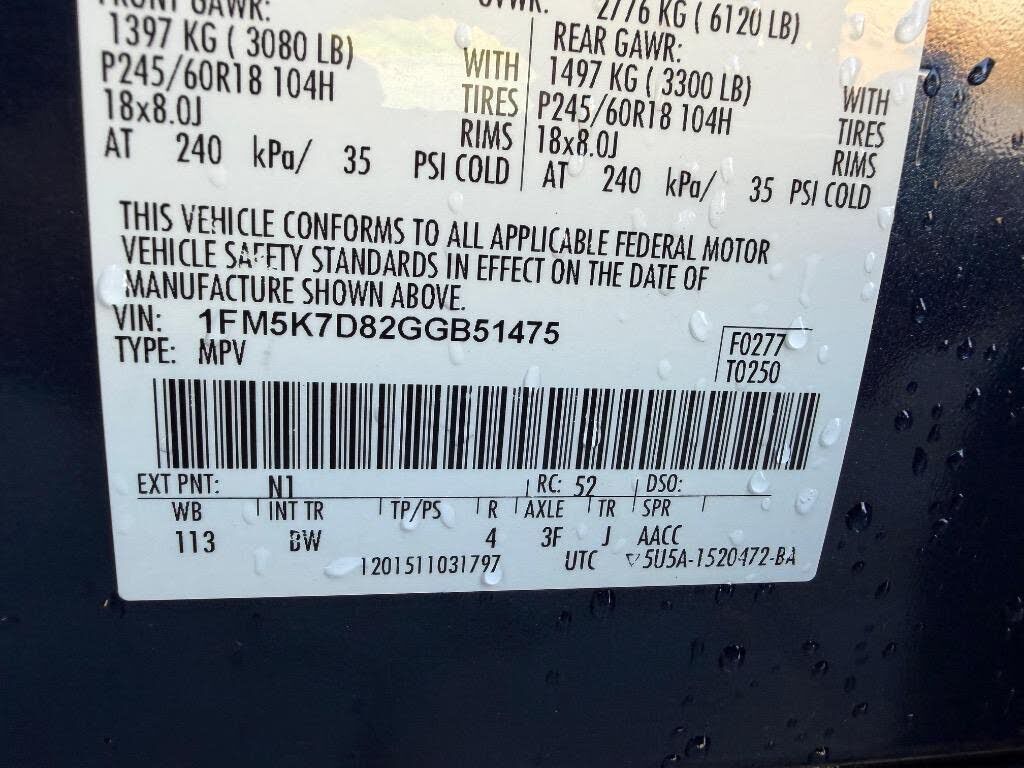 FRONT GAWR:
1397 KG ( 3080 LB) WITH
P245/60R18 104H TIRES
18x8.0J RIMS
AT 240 kPa/ 35 PSI COLD
GVWR: 2776 KG ( 6120 LB)
REAR GAWR:
1497 KG ( 3300 LB) WITH
P245/60R18 104H TIRES
18x8.0J RIMS
AT 240 kPa/ 35 PSI COLD
THIS VEHICLE CONFORMS TO ALL APPLICABLE FEDERAL MOTOR
VEHICLE SAFETY STANDARDS IN EFFECT ON THE DATE OF
MANUFACTURE SHOWN ABOVE.
VIN: 1FM5K7D82GGB51475
TYPE: MPV
F0277
T0250
EXT PNT: N1 RC: 52 DSO:
WB INT TR TP/PS R AXLE TR SPR
113 BW 4 3F J AACC
1201511031797 UTC ▽5U5A-1520472-BA